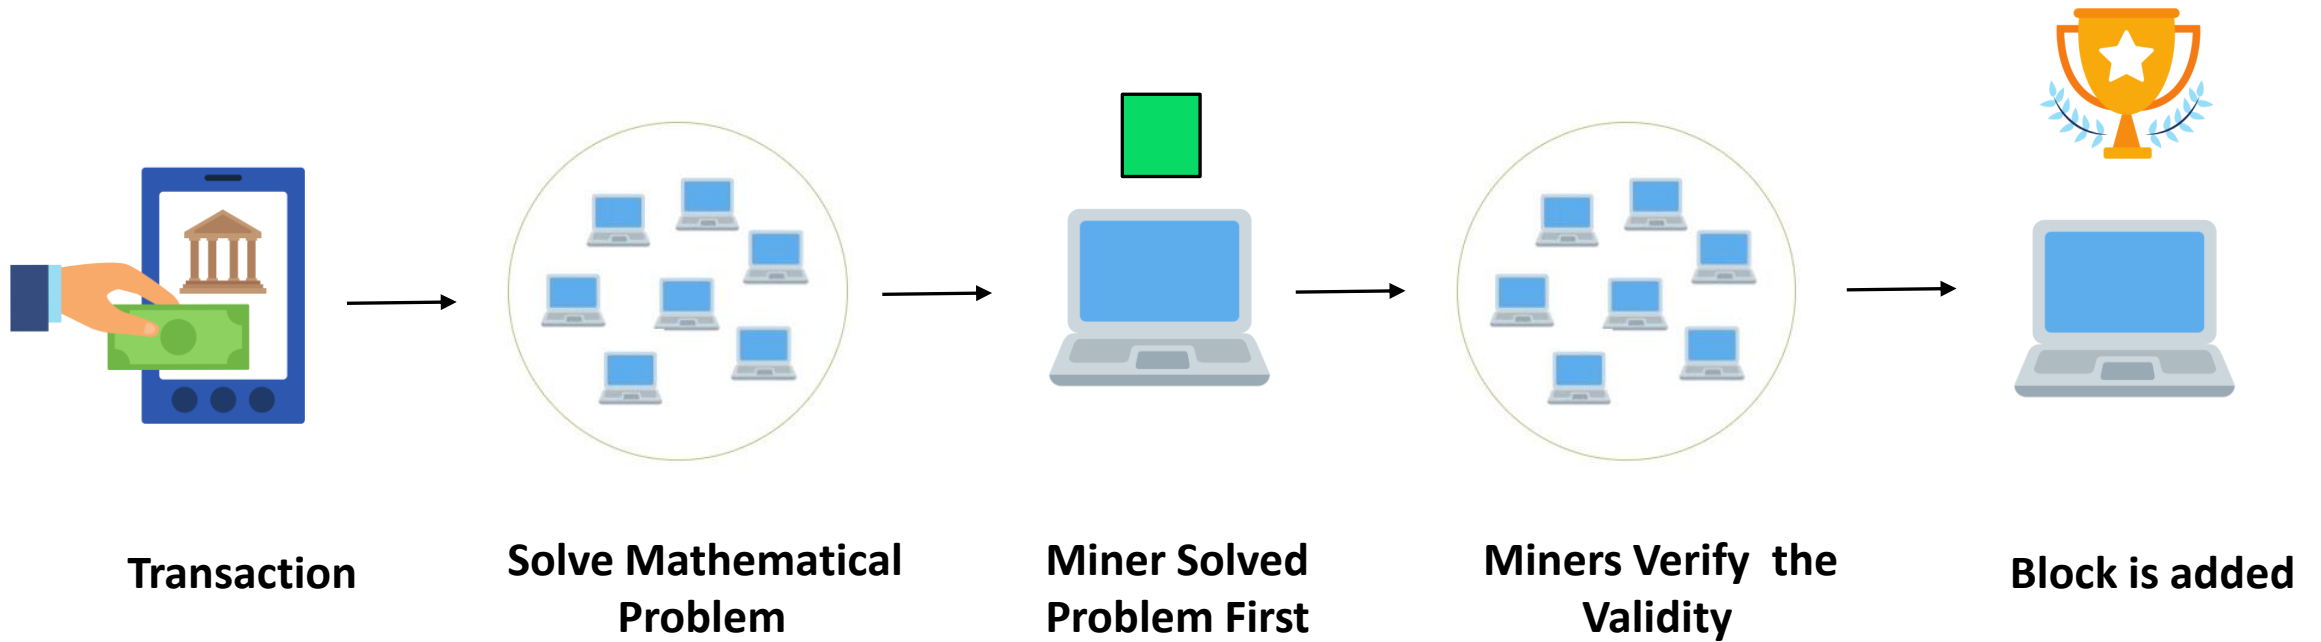 Transaction
Solve Mathematical
Problem
Miner Solved
Problem First
Miners Verify  the
Validity
Block is added